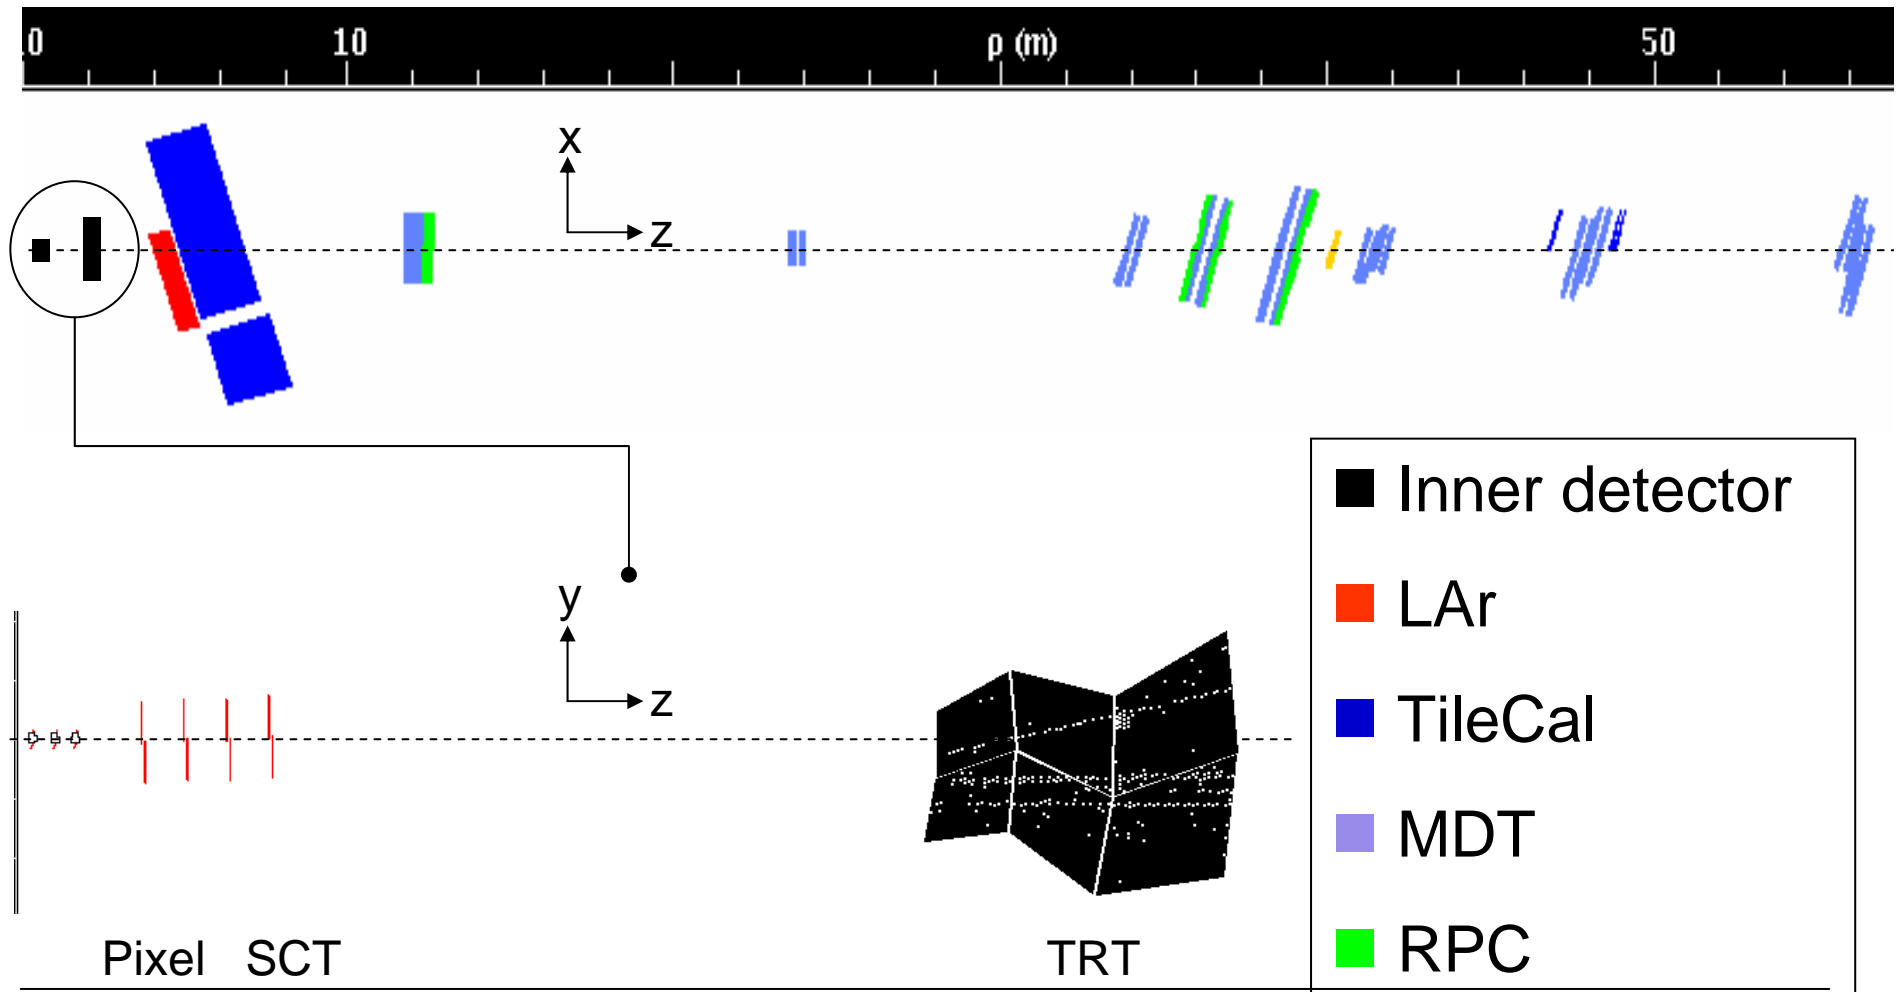 0 10 ρ (m) 50
x
z
Inner detector
LAr
y
TileCal
z
MDT
RPC
Pixel SCT TRT